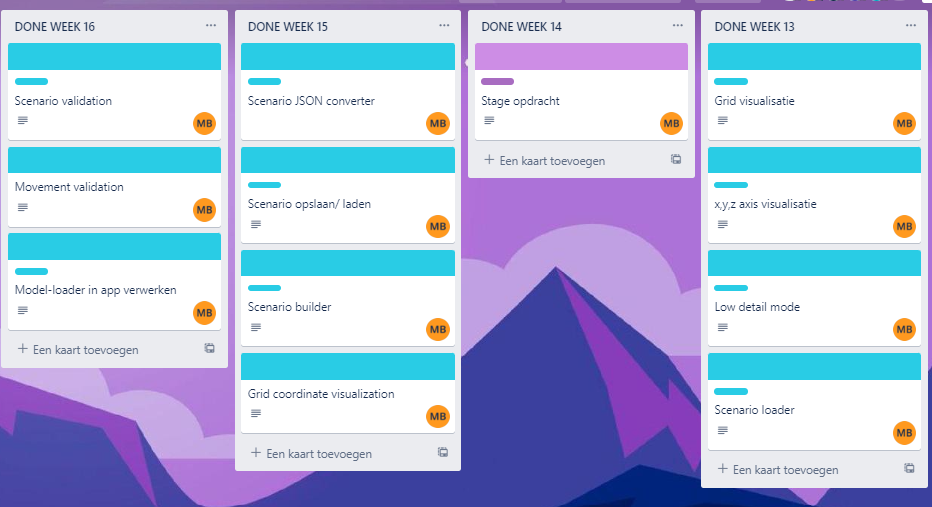 DONE WEEK 16
Scenario validation
MB
Movement validation
MB
Model-loader in app verwerken
MB
Een kaart toevoegen
DONE WEEK 15
Scenario JSON converter
MB
Scenario opslaan/ laden
MB
Scenario builder
MB
Grid coordinate visualization
MB
Een kaart toevoegen
DONE WEEK 14
Stage opdracht
MB
Een kaart toevoegen
DONE WEEK 13
Grid visualisatie
MB
x,y,z axis visualisatie
MB
Low detail mode
MB
Scenario loader
MB
Een kaart toevoegen